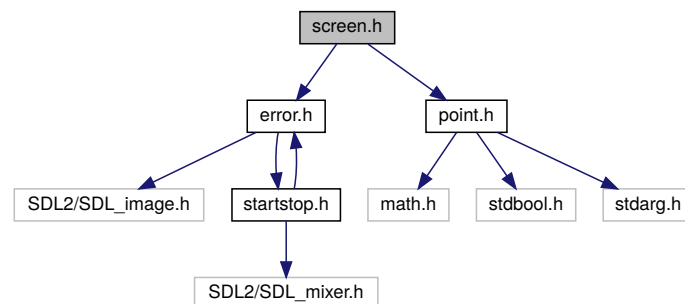 screen.h
error.h
point.h
SDL2/SDL_image.h
startstop.h
math.h
stdbool.h
stdarg.h
SDL2/SDL_mixer.h